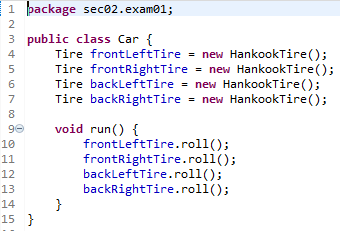 1 package sec02.exam01;
2
3 public class Car {
4     Tire frontLeftTire = new HankookTire();
5     Tire frontRightTire = new HankookTire();
6     Tire backLeftTire = new HankookTire();
7     Tire backRightTire = new HankookTire();
8
9     void run() {
10         frontLeftTire.roll();
11         frontRightTire.roll();
12         backLeftTire.roll();
13         backRightTire.roll();
14     }
15 }